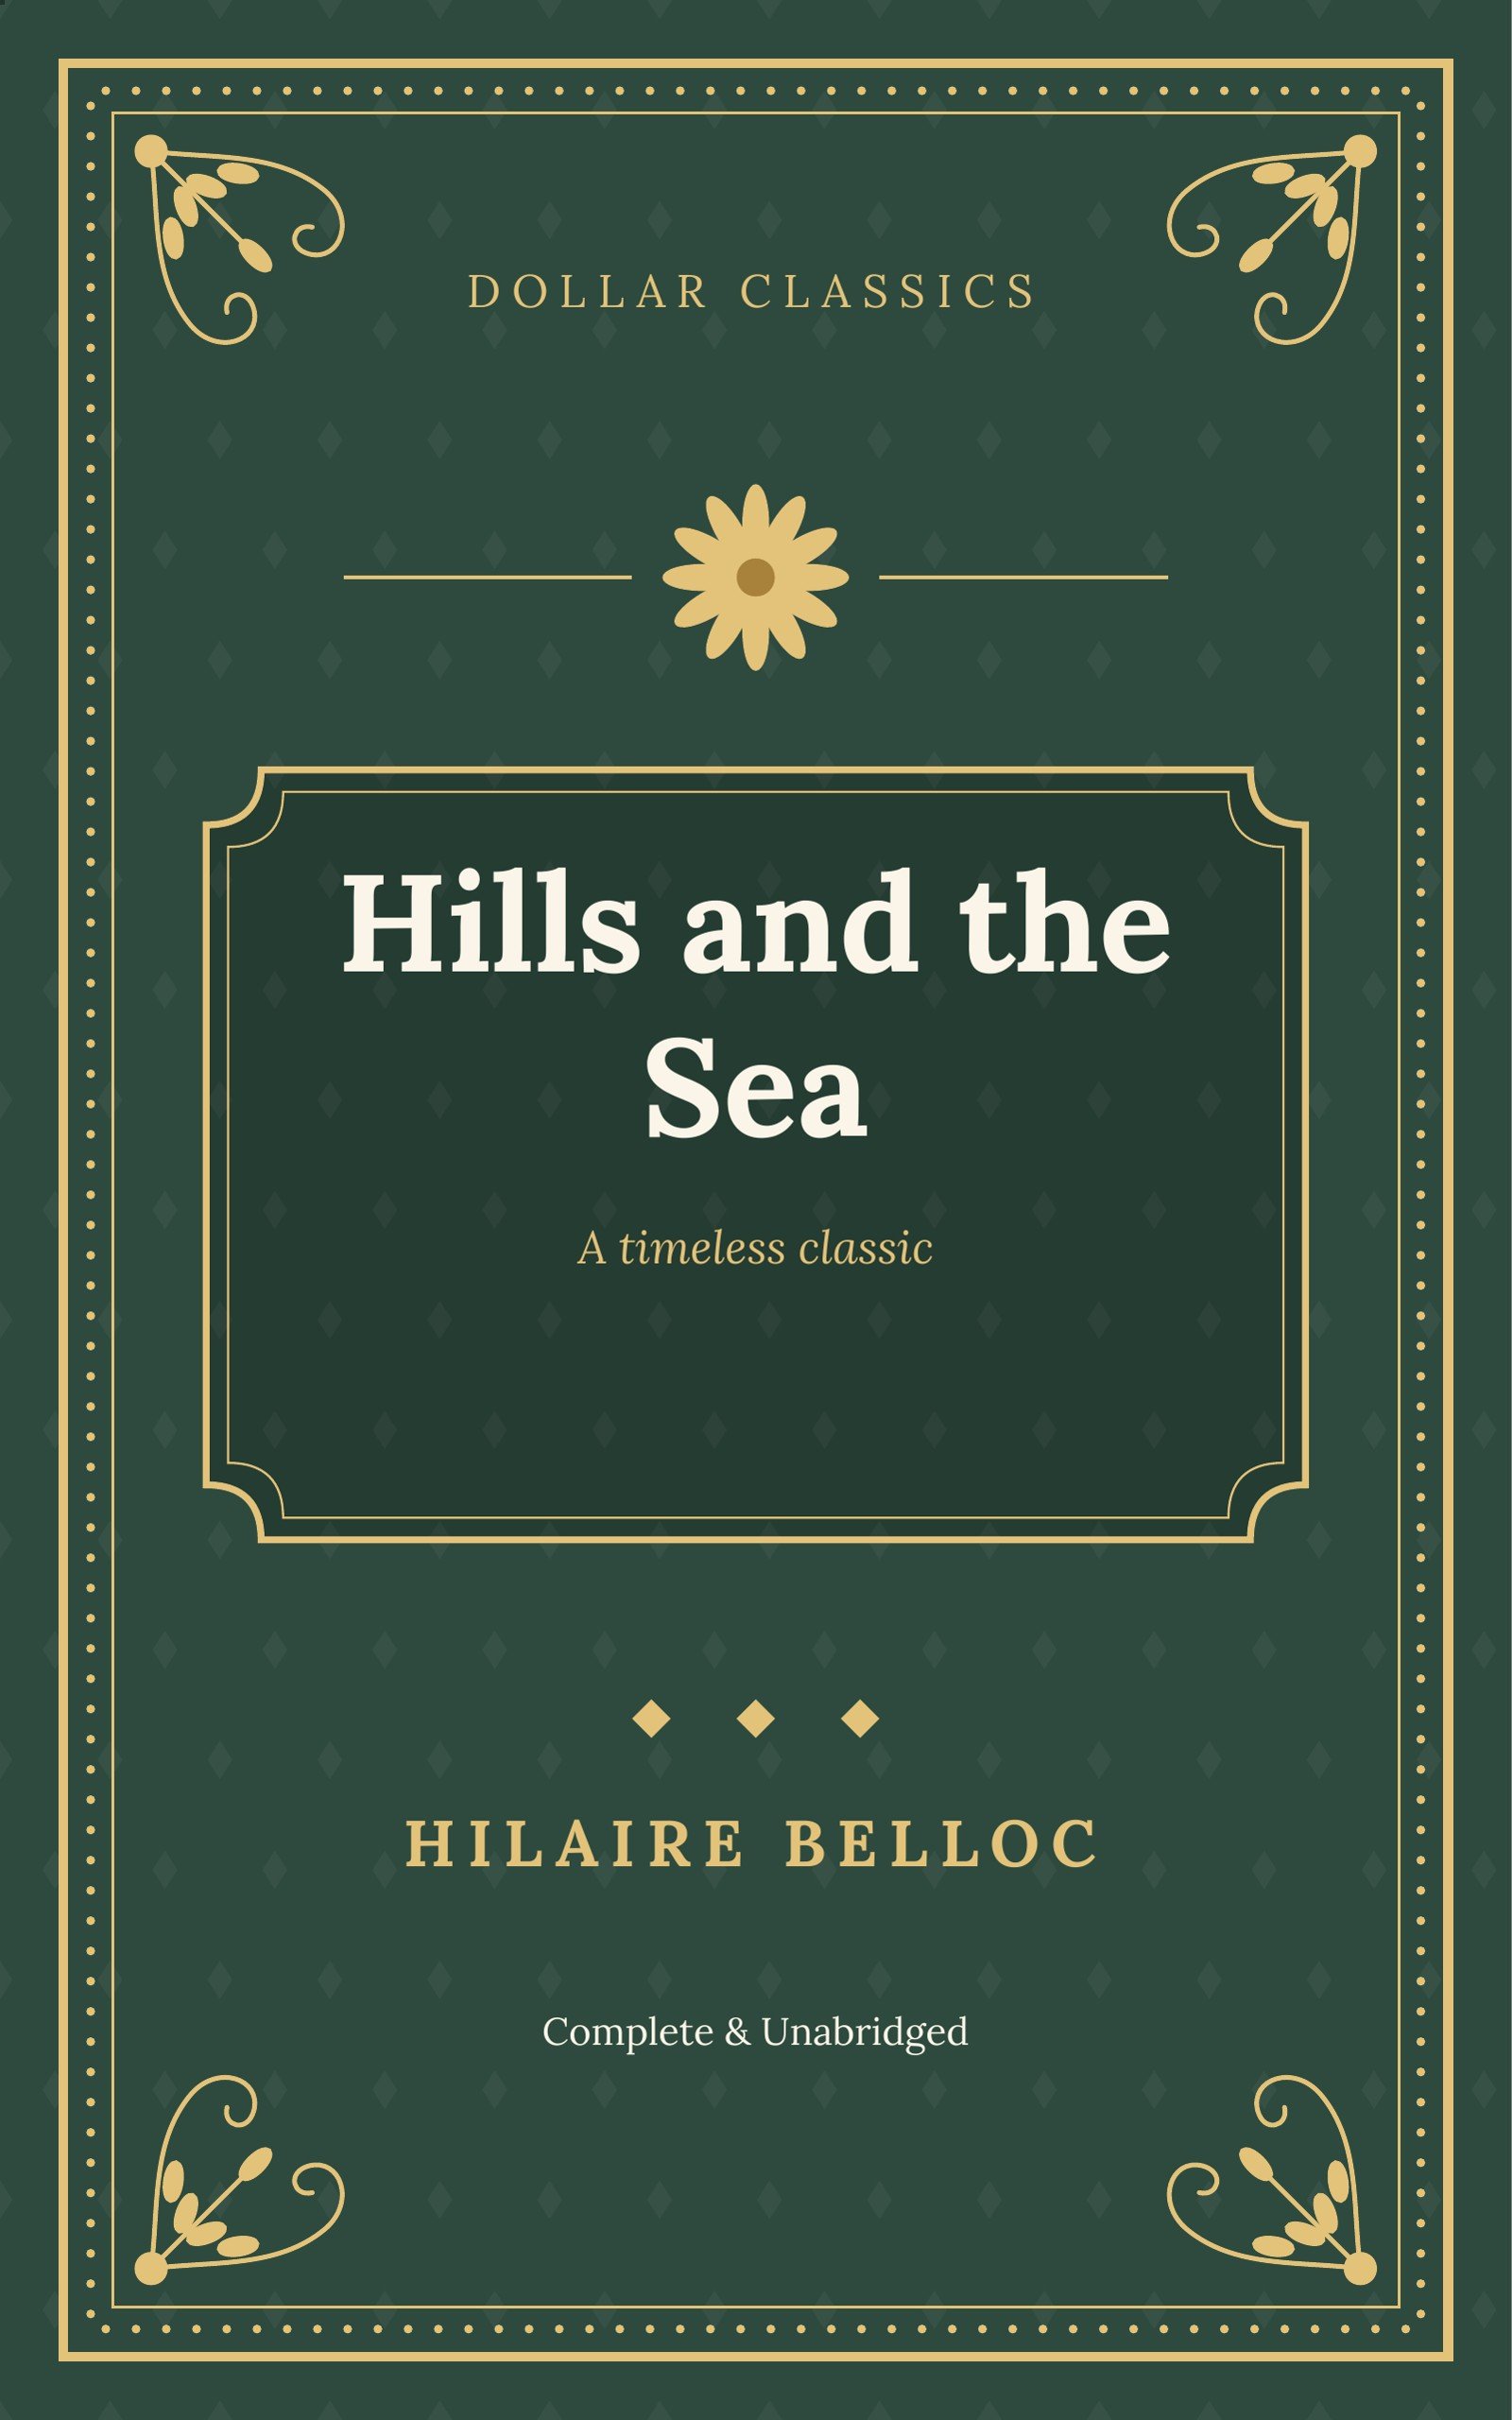 DOLLAR CLASSICS
Hills and the
Sea
A timeless classic
HILAIRE BELLOC
Complete & Unabridged